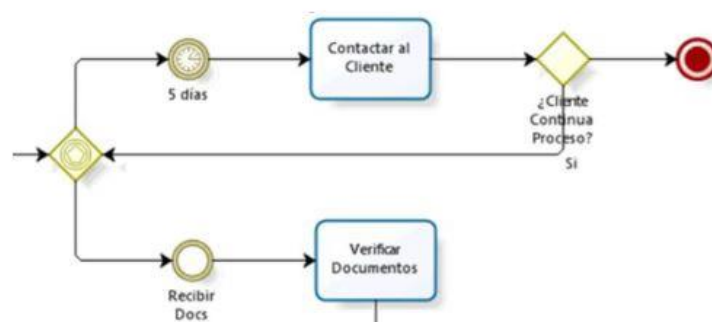 Contactar al
Cliente
5 días
¿Cliente
Continua
Proceso?
Si
Verificar
Documentos
Recibir
Docs